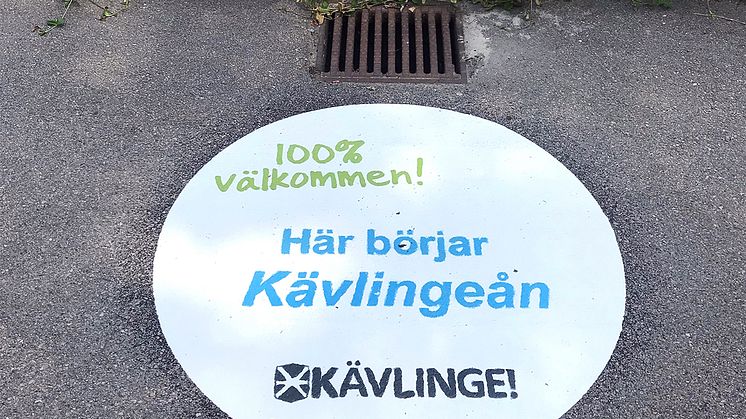 100%
välkommen!
Här börjar
Kävlingeån
KÄVLINGE!